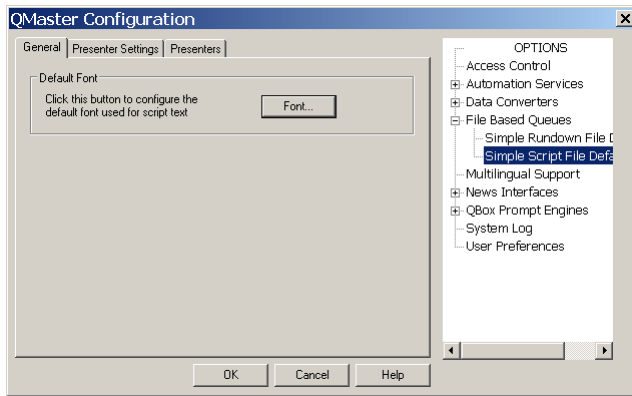 QMaster Configuration
General Presenter Settings Presenters
Default Font
Click this button to configure the
default font used for script text
Font...
OPTIONS
Access Control
Automation Services
Data Converters
File Based Queues
Simple Rundown File
Simple Script File Defa
Multilingual Support
News Interfaces
QBox Prompt Engines
System Log
User Preferences
OK Cancel Help